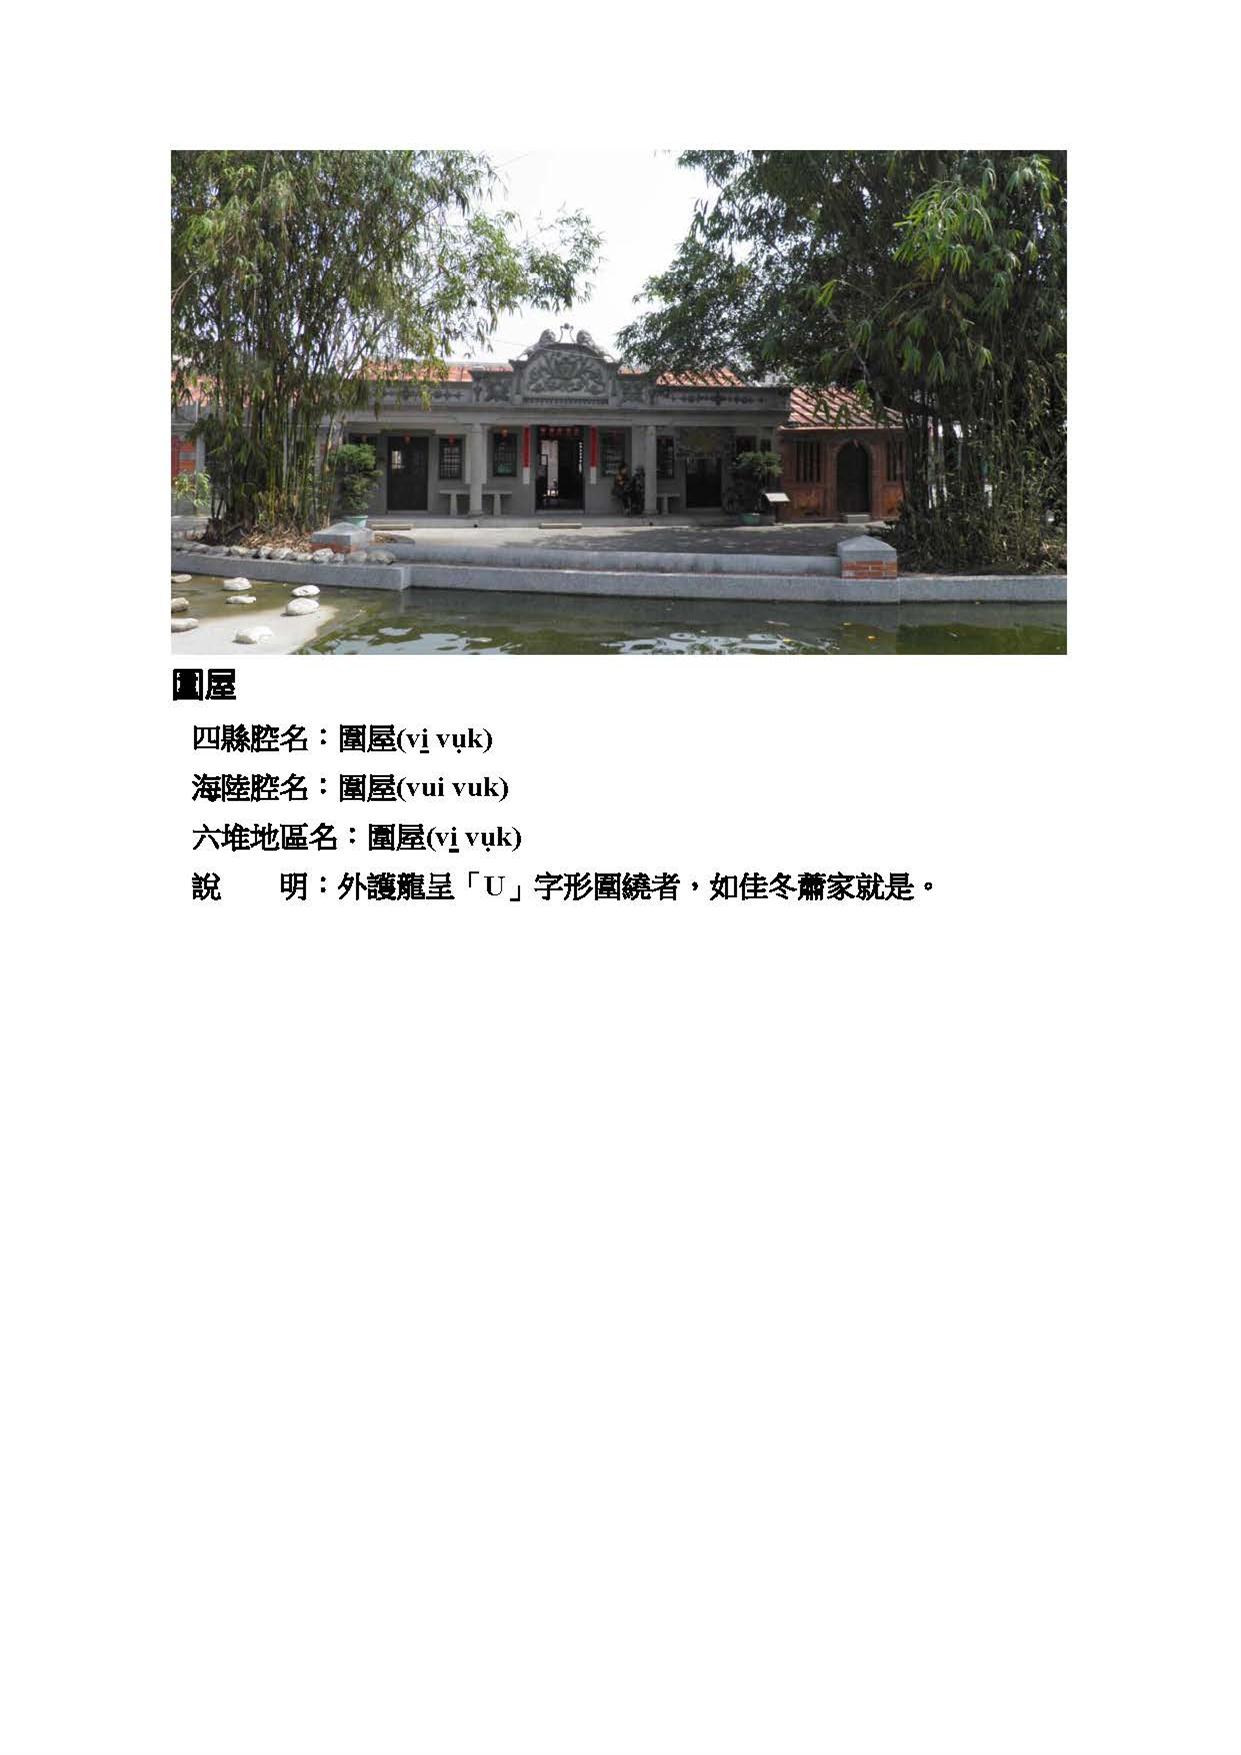 圍屋
四縣腔名：圍屋(vi̠ vụk)
海陸腔名：圍屋(vui vuk)
六堆地區名：圍屋(vi̠ vụk)
說　　明：外護龍呈「U」字形圍繞者，如佳冬蕭家就是。